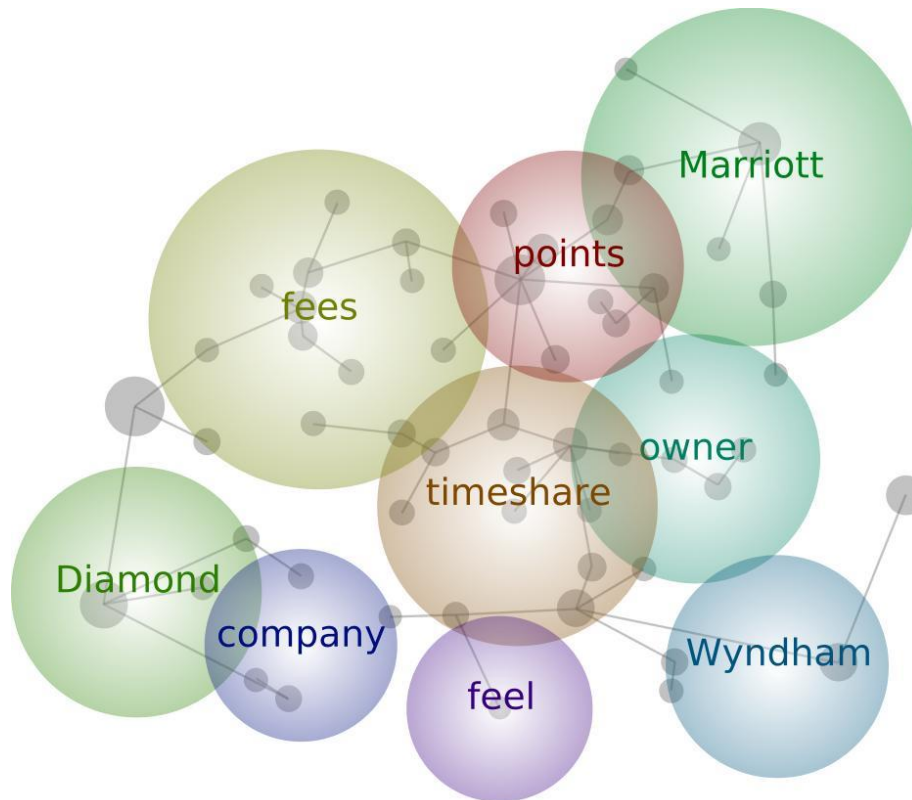 Marriott
points
fees
owner
timeshare
Diamond
company
Wyndham
feel